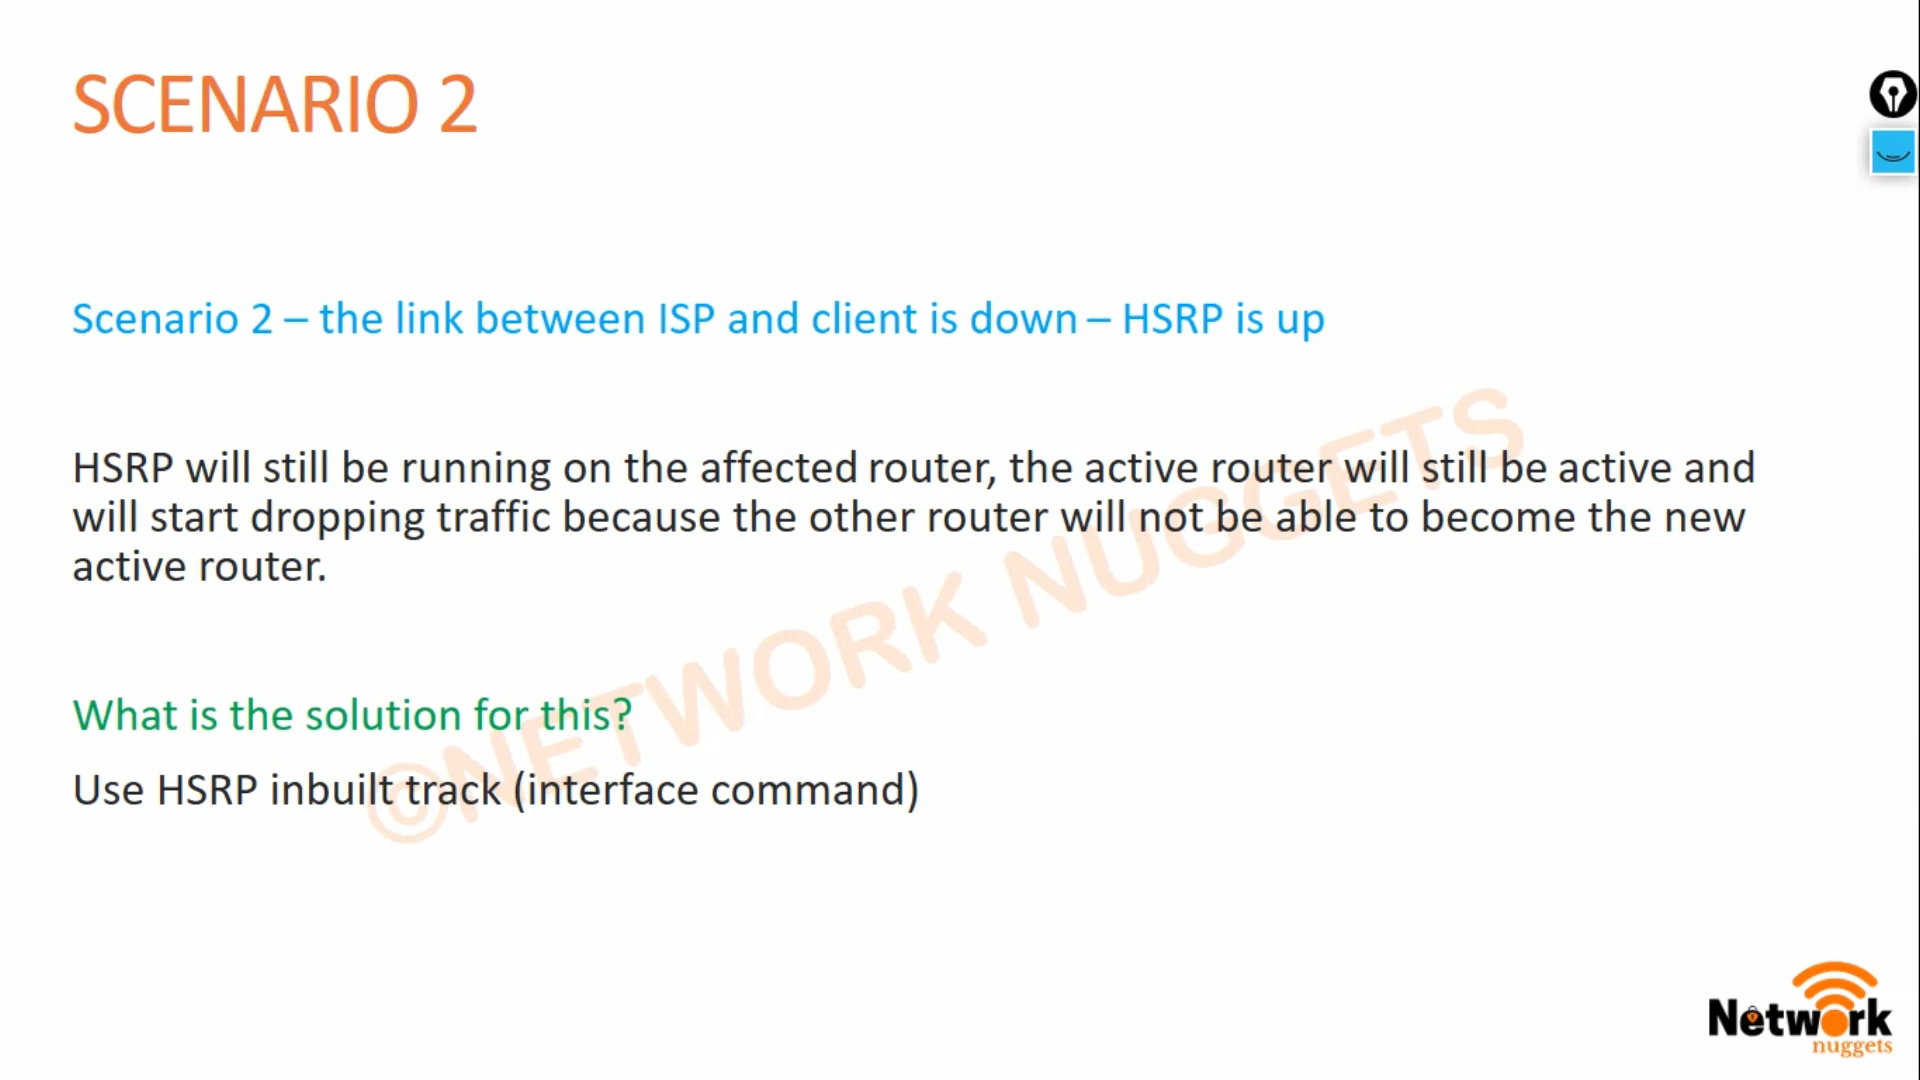 SCENARIO 2
Scenario 2 – the link between ISP and client is down – HSRP is up
HSRP will still be running on the affected router, the active router will still be active and
will start dropping traffic because the other router will not be able to become the new
active router.
What is the solution for this?
Use HSRP inbuilt track (interface command)
©NETWORK NUGGETS
Network
nuggets